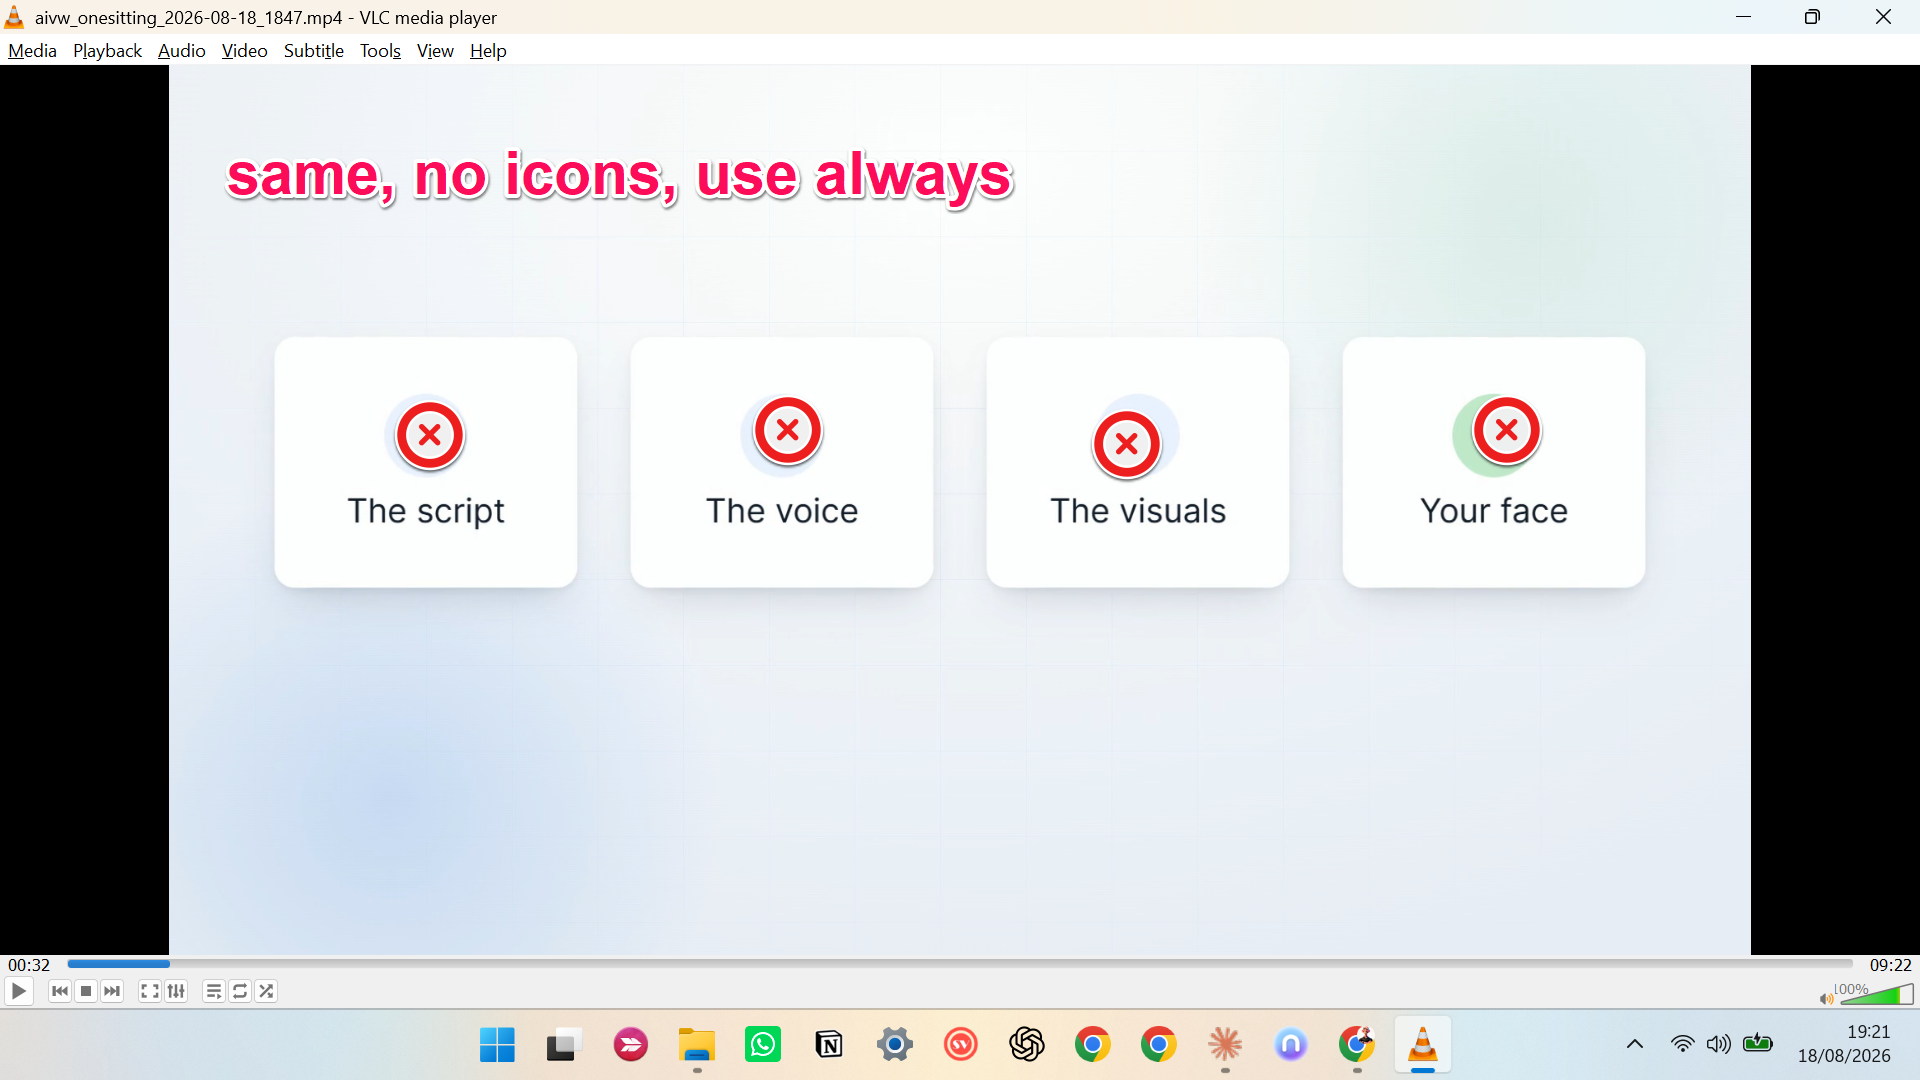 aivw_onesitting_2026-08-18_1847.mp4 - VLC media player
Media Playback Audio Video Subtitle Tools View Help
same, no icons, use always
The script
The voice
The visuals
Your face
00:32
09:22
100%
19:21
18/08/2026